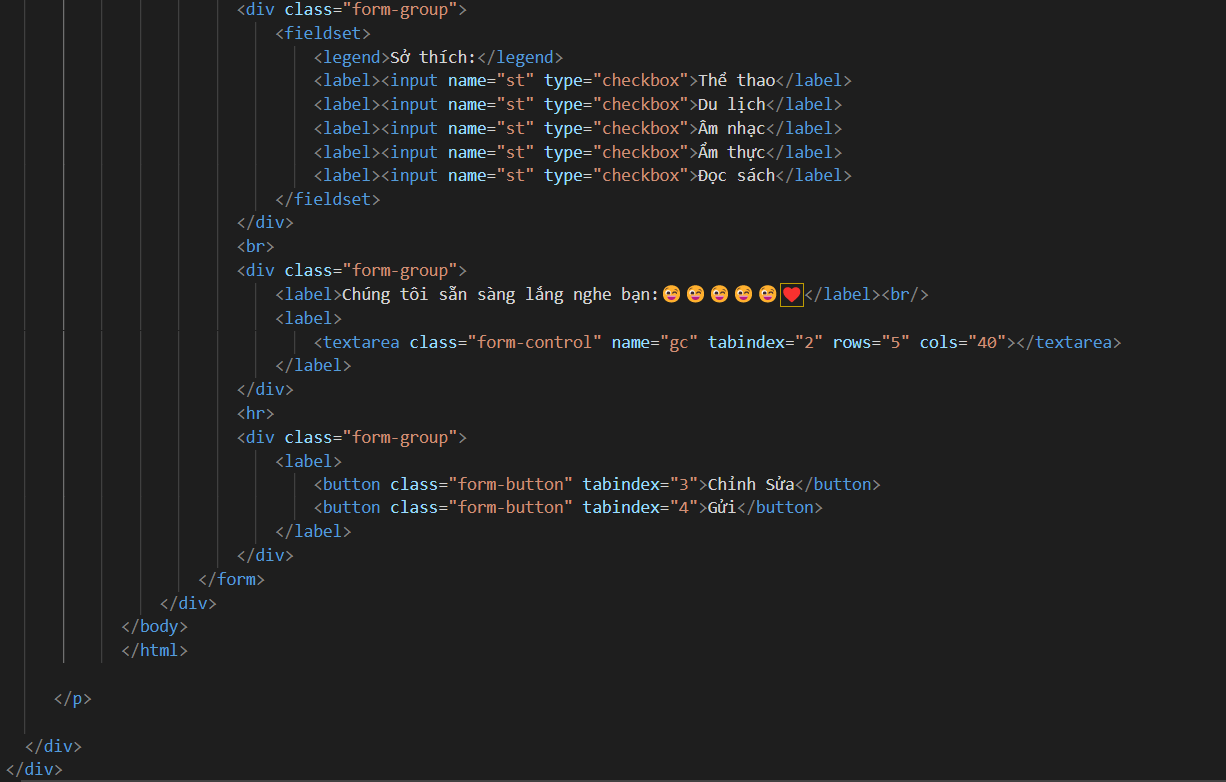 <div class="form-group">
<fieldset>
<legend>Sở thích:</legend>
<label><input name="st" type="checkbox">Thể thao</label>
<label><input name="st" type="checkbox">Du lịch</label>
<label><input name="st" type="checkbox">Âm nhạc</label>
<label><input name="st" type="checkbox">Ẩm thực</label>
<label><input name="st" type="checkbox">Đọc sách</label>
</fieldset>
</div>
<br>
<div class="form-group">
<label>Chúng tôi sẵn sàng lắng nghe bạn:😊😊😊😊😊❤️</label><br/>
<label>
<textarea class="form-control" name="gc" tabindex="2" rows="5" cols="40"></textarea>
</label>
</div>
<hr>
<div class="form-group">
<label>
<button class="form-button" tabindex="3">Chỉnh Sửa</button>
<button class="form-button" tabindex="4">Gửi</button>
</label>
</div>
</form>
</div>
</body>
</html>
</p>
</div>
</div>